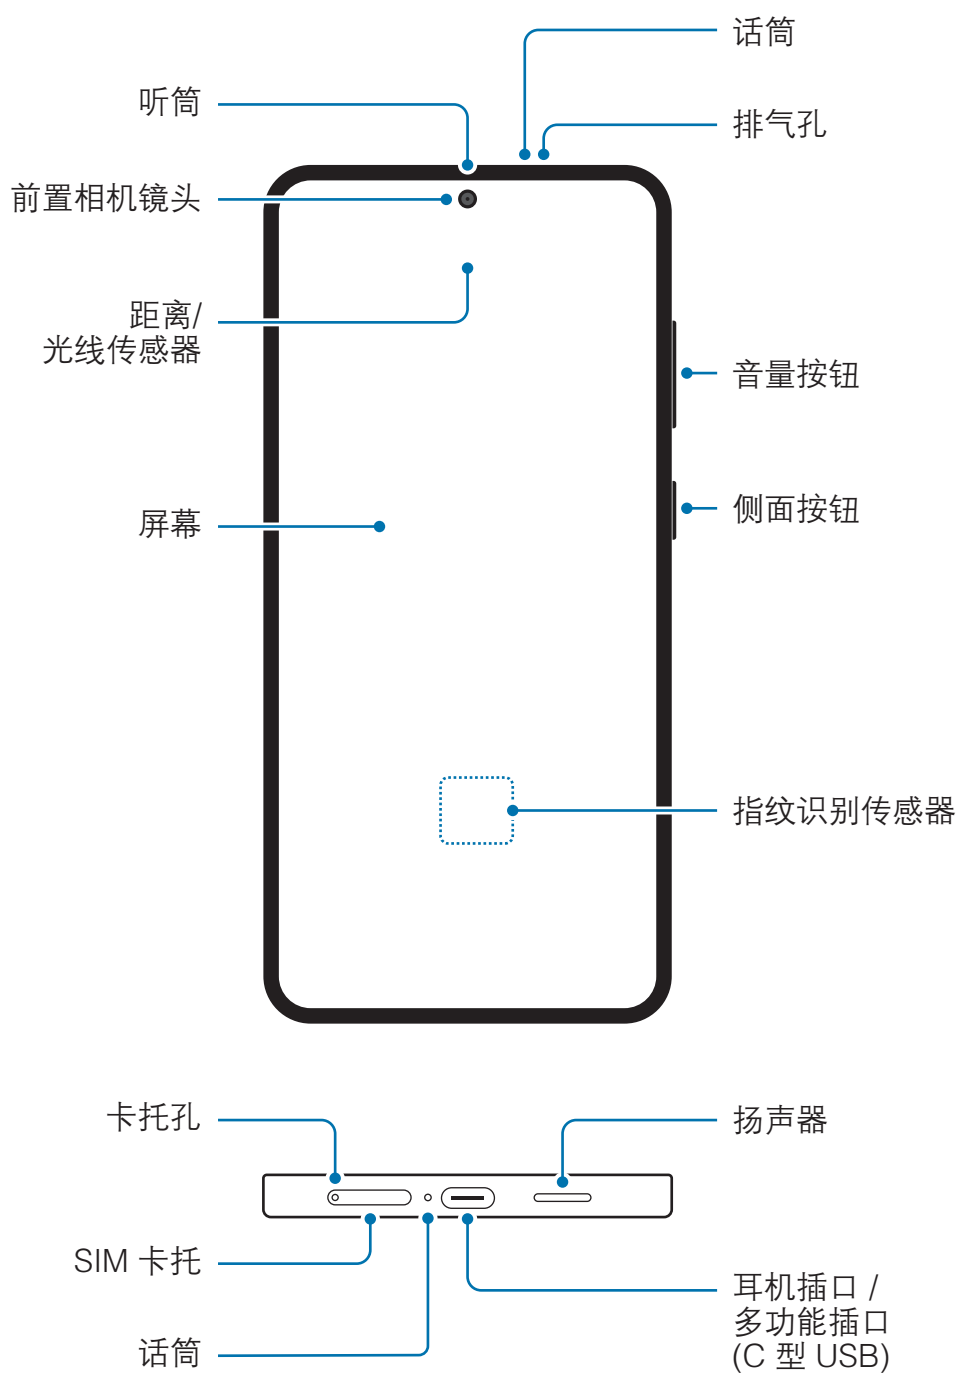 话筒
听筒
排气孔
前置相机镜头
距离/
光线传感器
音量按钮
侧面按钮
屏幕
指纹识别传感器
卡托孔
扬声器
SIM 卡托
耳机插口 /
多功能插口
(C 型 USB)
话筒